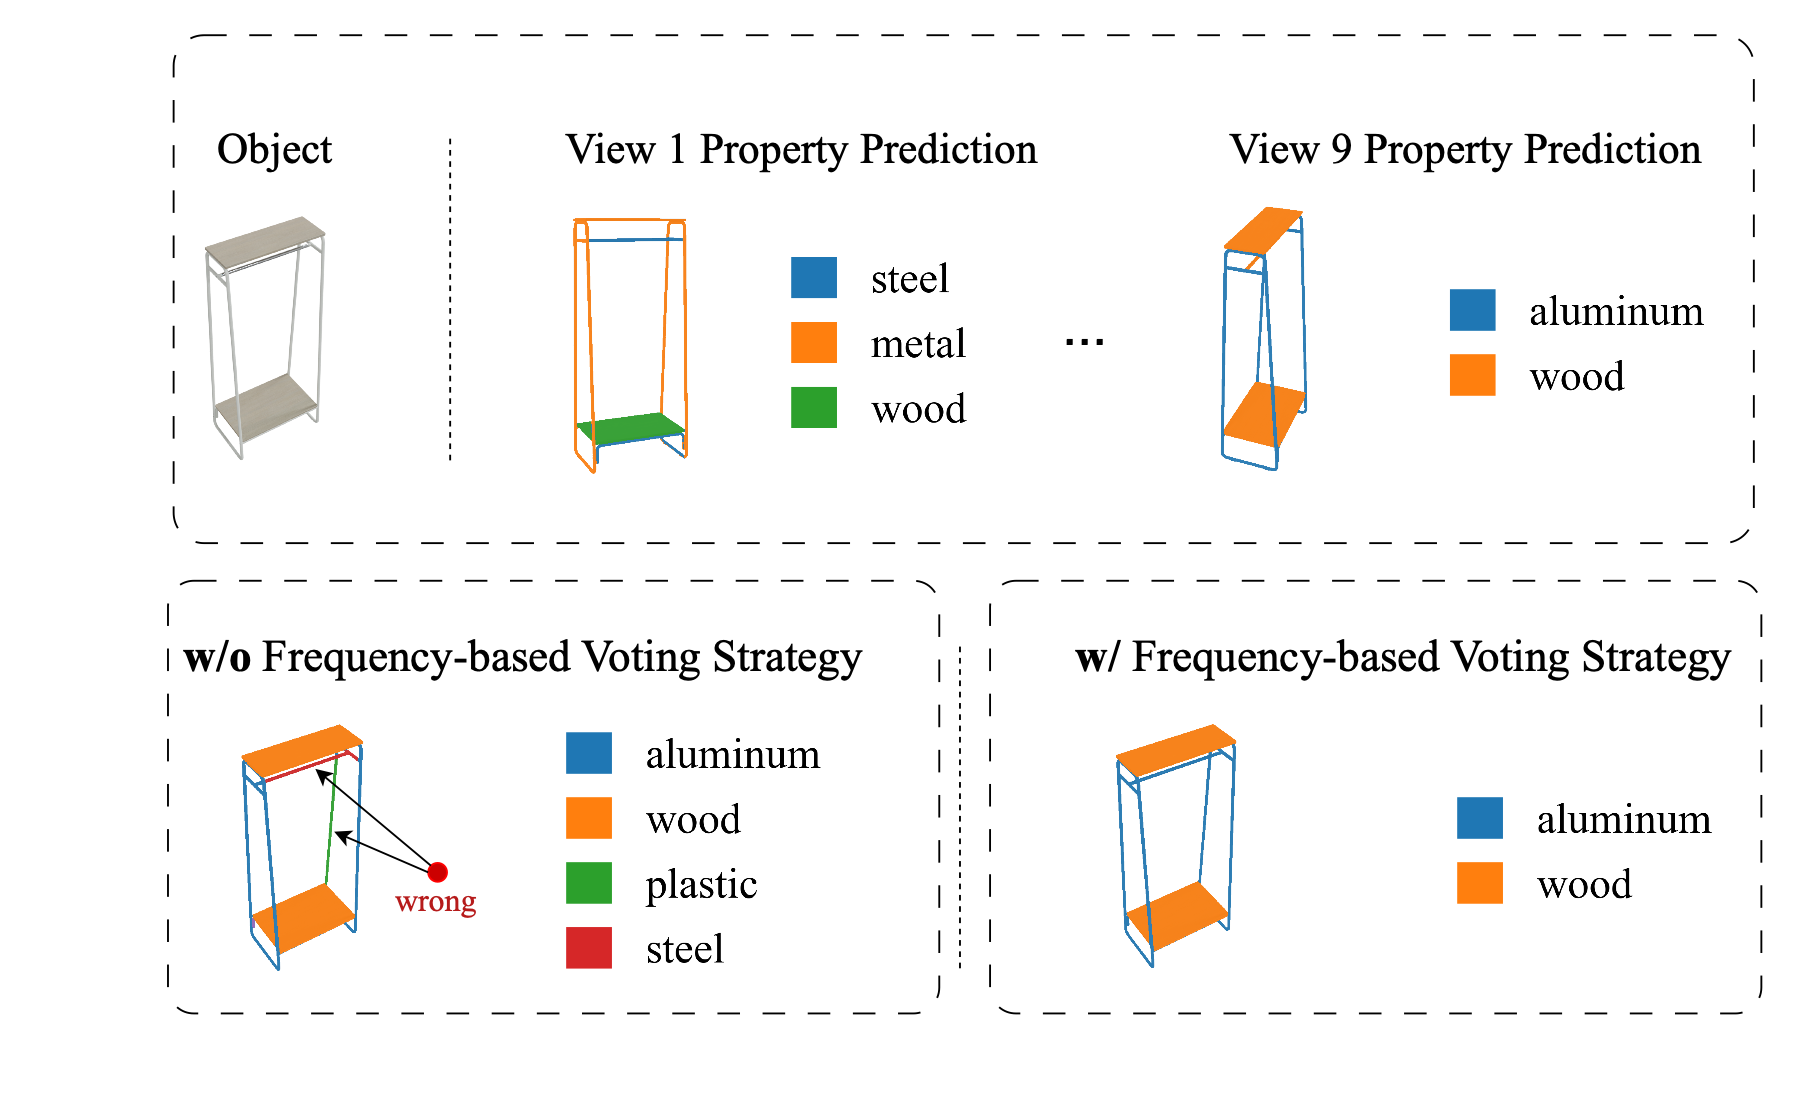 Object
View 1 Property Prediction
View 9 Property Prediction
steel
metal
wood
...
aluminum
wood
w/o Frequency-based Voting Strategy
aluminum
wood
plastic
steel
wrong
w/ Frequency-based Voting Strategy
aluminum
wood